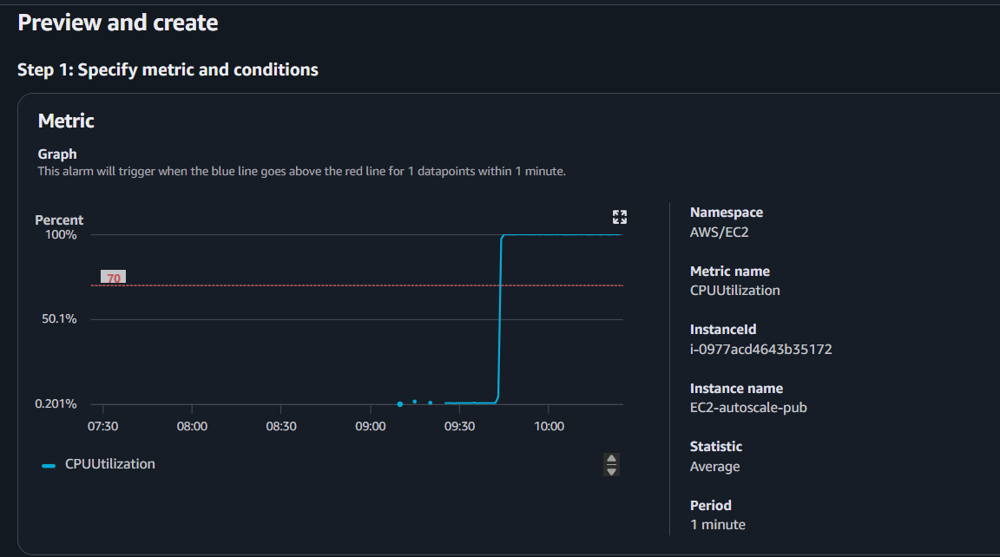 Preview and create
Step 1: Specify metric and conditions
Metric
Graph
This alarm will trigger when the blue line goes above the red line for 1 datapoints within 1 minute.
Percent
100%
70
50.1%
0.201%
07:30 08:00 08:30 09:00 09:30 10:00
CPUUtilization
Namespace
AWS/EC2
Metric name
CPUUtilization
InstanceId
i-0977acd4643b35172
Instance name
EC2-autoscale-pub
Statistic
Average
Period
1 minute